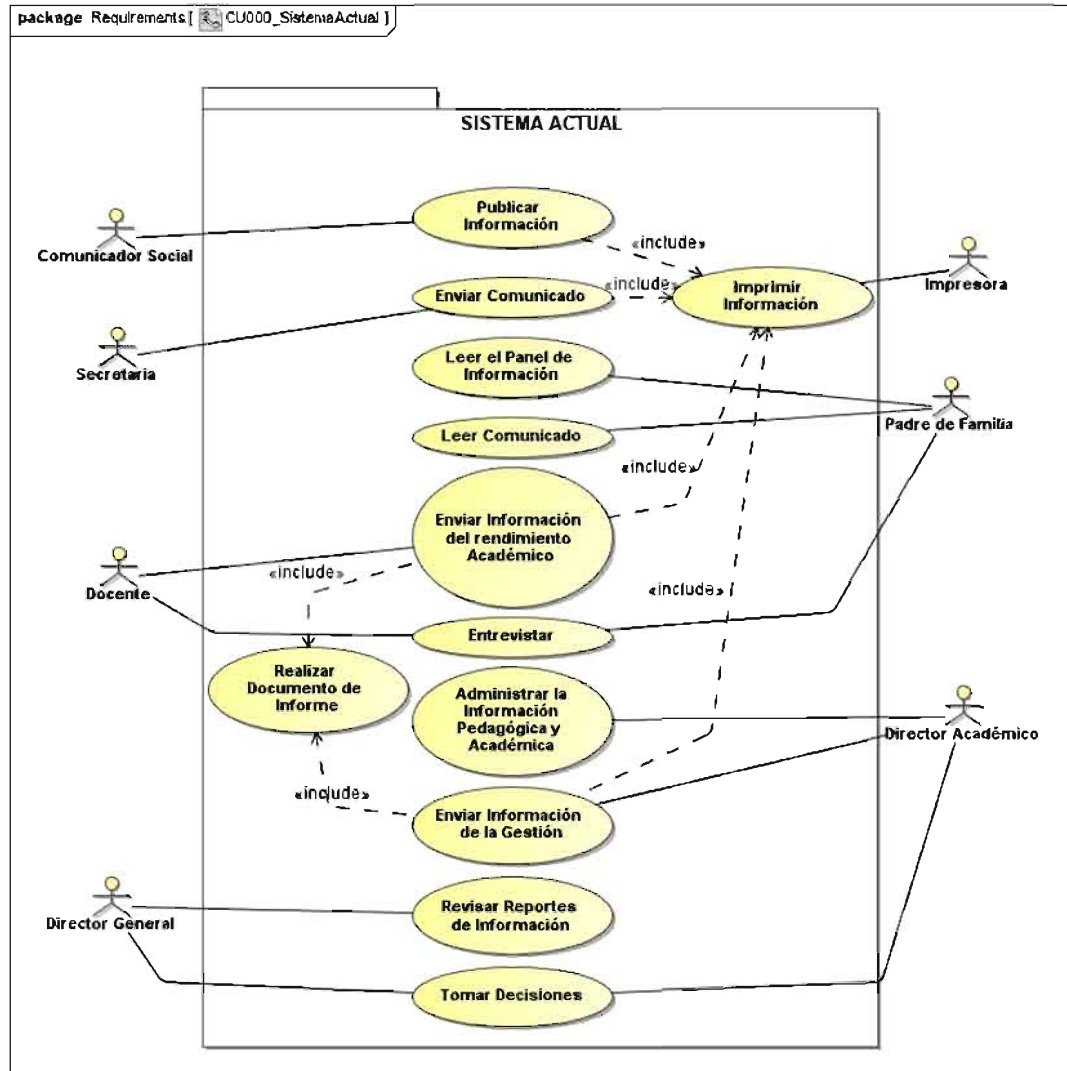 package Requirements [ CU000_SistemaActual ]
SISTEMA ACTUAL
Publicar
Información
«include»
Comunicador Social
Enviar Comunicado
«include»
Imprimir
Información
Impresora
Secretaria
Leer el Panel de
Información
Padre de Familia
Leer Comunicado
«include»
Enviar Información
del rendimiento
Académico
«include»
Docente
«include»
Entrevistar
Realizar
Documento de
Informe
Administrar la
Información
Pedagógica y
Académica
Director Académico
«include»
Enviar Información
de la Gestión
Revisar Reportes
de Información
Director General
Tomar Decisiones